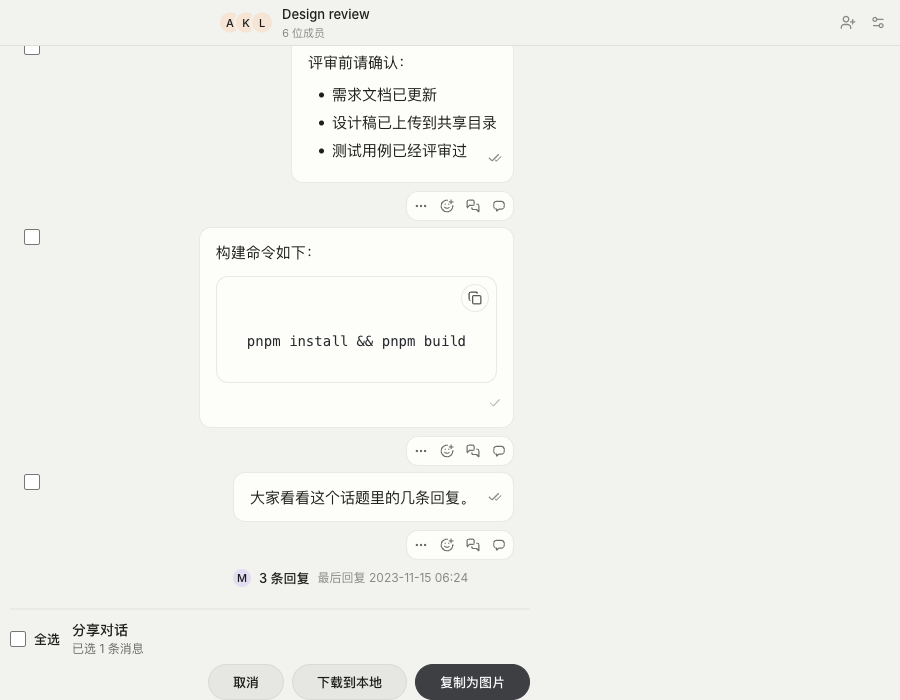 A K L
Design review
6 位成员
评审前请确认：
需求文档已更新
设计稿已上传到共享目录
测试用例已经评审过
构建命令如下：
pnpm install && pnpm build
大家看看这个话题里的几条回复。
M 3 条回复 最后回复 2023-11-15 06:24
全选
分享对话
已选 1 条消息
取消 下载到本地 复制为图片